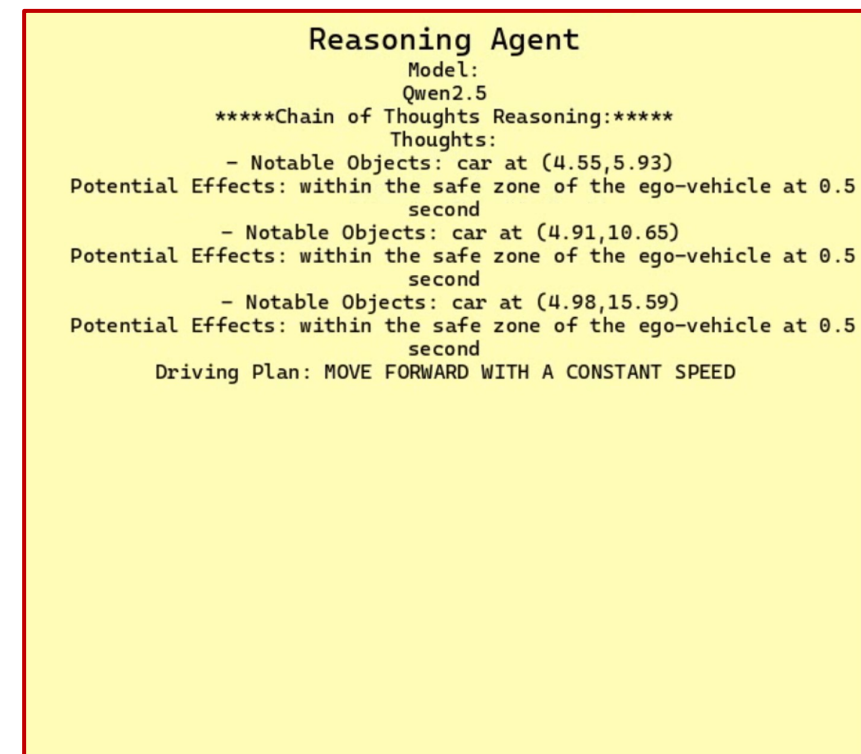 Reasoning Agent
Model:
Qwen2.5
*****Chain of Thoughts Reasoning:*****
Thoughts:
- Notable Objects: car at (4.55,5.93)
Potential Effects: within the safe zone of the ego-vehicle at 0.5
second
- Notable Objects: car at (4.91,10.65)
Potential Effects: within the safe zone of the ego-vehicle at 0.5
second
- Notable Objects: car at (4.98,15.59)
Potential Effects: within the safe zone of the ego-vehicle at 0.5
second
Driving Plan: MOVE FORWARD WITH A CONSTANT SPEED